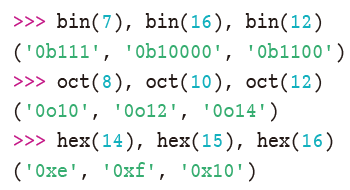 >>> bin(7), bin(16), bin(12)
('0b111', '0b10000', '0b1100')
>>> oct(8), oct(10), oct(12)
('0o10', '0o12', '0o14')
>>> hex(14), hex(15), hex(16)
('0xe', '0xf', '0x10')